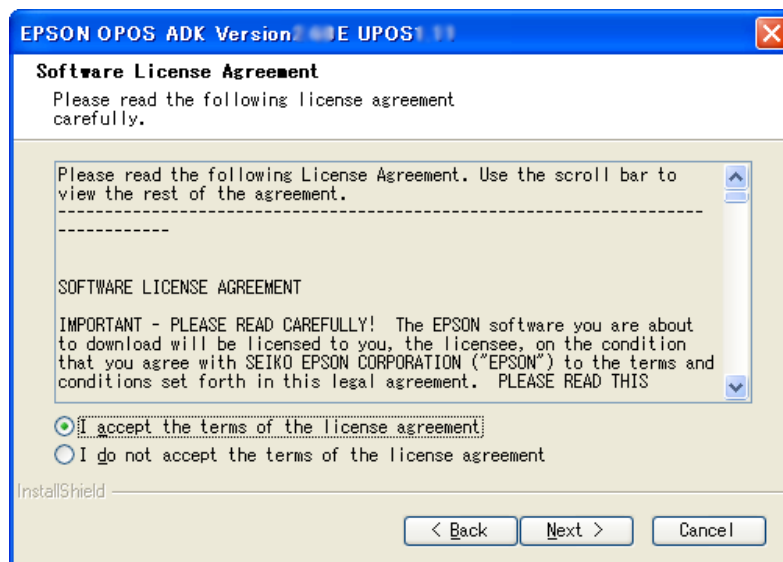 EPSON OPOS ADK Version E UPOS
Software License Agreement
Please read the following license agreement
carefully.
Please read the following License Agreement. Use the scroll bar to
view the rest of the agreement.
---------------------------------------------------------------------
------------
SOFTWARE LICENSE AGREEMENT
IMPORTANT - PLEASE READ CAREFULLY!  The EPSON software you are about
to download will be licensed to you, the licensee, on the condition
that you agree with SEIKO EPSON CORPORATION ("EPSON") to the terms and
conditions set forth in this legal agreement.  PLEASE READ THIS
I accept the terms of the license agreement
I do not accept the terms of the license agreement
InstallShield
< Back Next > Cancel